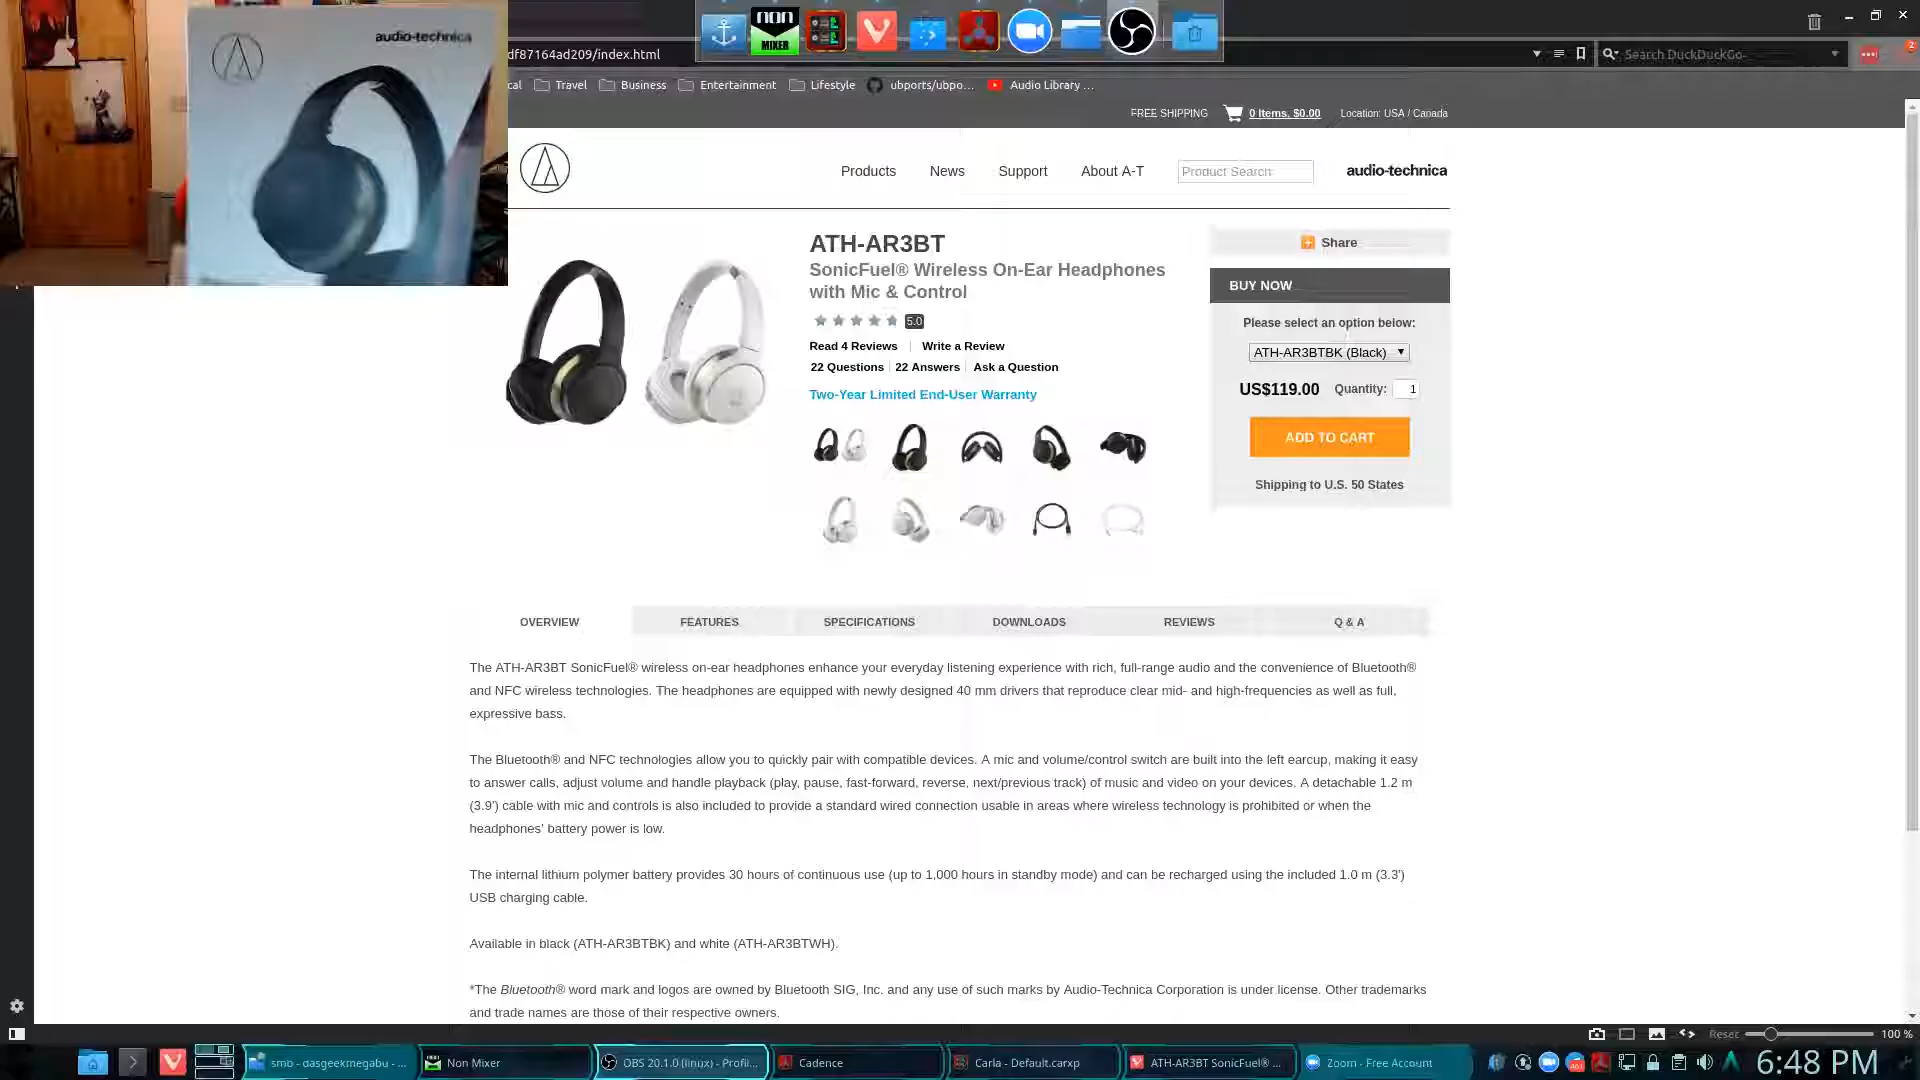 audio-technica
non
MIXER
df87164ad209/index.html
Search DuckDuckGo
2
cal
Travel
Business
Entertainment
Lifestyle
ubports/ubpo...
Audio Library ...
FREE SHIPPING
0 Items, $0.00
Location: USA / Canada
Products
News
Support
About A-T
Product Search
audio-technica
ATH-AR3BT
SonicFuel® Wireless On-Ear Headphones
with Mic & Control
5.0
Read 4 Reviews
Write a Review
22 Questions
22 Answers
Ask a Question
Two-Year Limited End-User Warranty
Share
BUY NOW
Please select an option below:
ATH-AR3BTBK (Black)
US$119.00
Quantity:
1
ADD TO CART
Shipping to U.S. 50 States
OVERVIEW
FEATURES
SPECIFICATIONS
DOWNLOADS
REVIEWS
Q & A
The ATH-AR3BT SonicFuel® wireless on-ear headphones enhance your everyday listening experience with rich, full-range audio and the convenience of Bluetooth®
and NFC wireless technologies. The headphones are equipped with newly designed 40 mm drivers that reproduce clear mid- and high-frequencies as well as full,
expressive bass.
The Bluetooth® and NFC technologies allow you to quickly pair with compatible devices. A mic and volume/control switch are built into the left earcup, making it easy
to answer calls, adjust volume and handle playback (play, pause, fast-forward, reverse, next/previous track) of music and video on your devices. A detachable 1.2 m
(3.9') cable with mic and controls is also included to provide a standard wired connection usable in areas where wireless technology is prohibited or when the
headphones' battery power is low.
The internal lithium polymer battery provides 30 hours of continuous use (up to 1,000 hours in standby mode) and can be recharged using the included 1.0 m (3.3')
USB charging cable.
Available in black (ATH-AR3BTBK) and white (ATH-AR3BTWH).
*The Bluetooth® word mark and logos are owned by Bluetooth SIG, Inc. and any use of such marks by Audio-Technica Corporation is under license. Other trademarks
and trade names are those of their respective owners.
Reset
100 %
smb - dasgeekmegabu - ...
Non Mixer
OBS 20.1.0 (linux) - Profil...
Cadence
Carla - Default.carxp
ATH-AR3BT SonicFuel® ...
Zoom - Free Account
6:48 PM